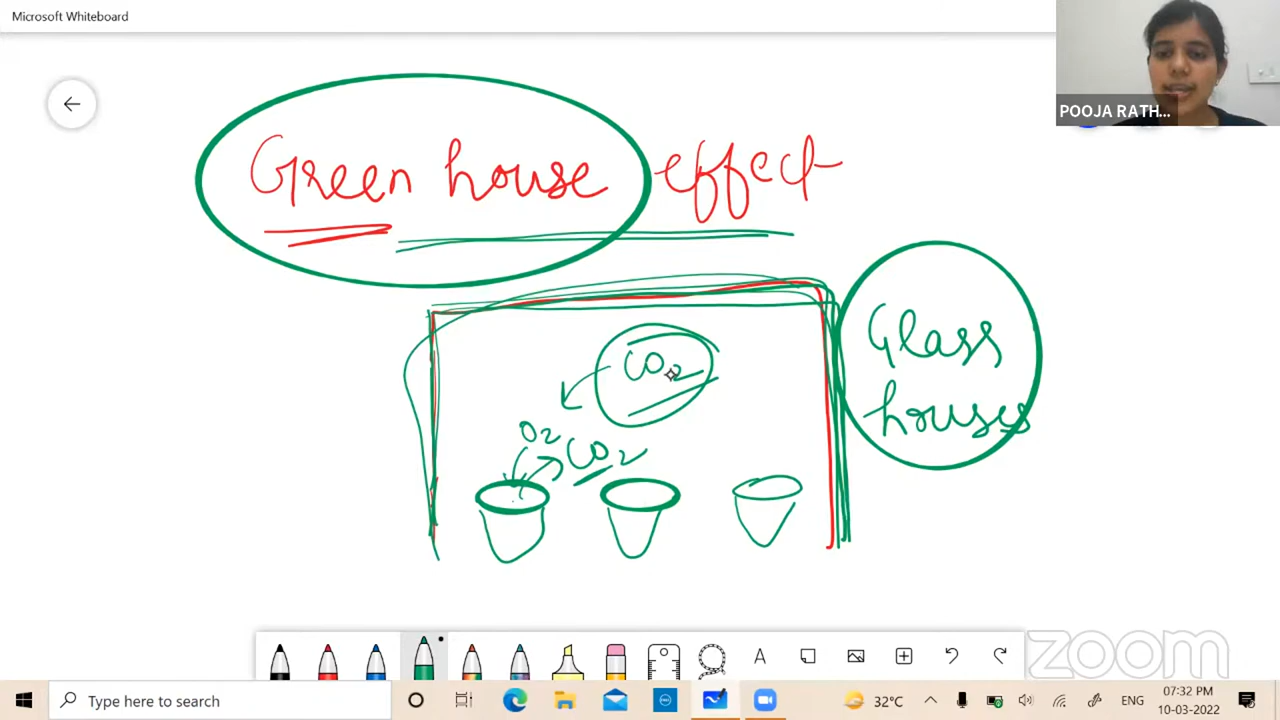 Microsoft Whiteboard
POOJA RATH...
Green house effect
CO2
Glass
houses
O2
CO2
A
zoom
Type here to search
32°C
ENG
07:32 PM
10-03-2022